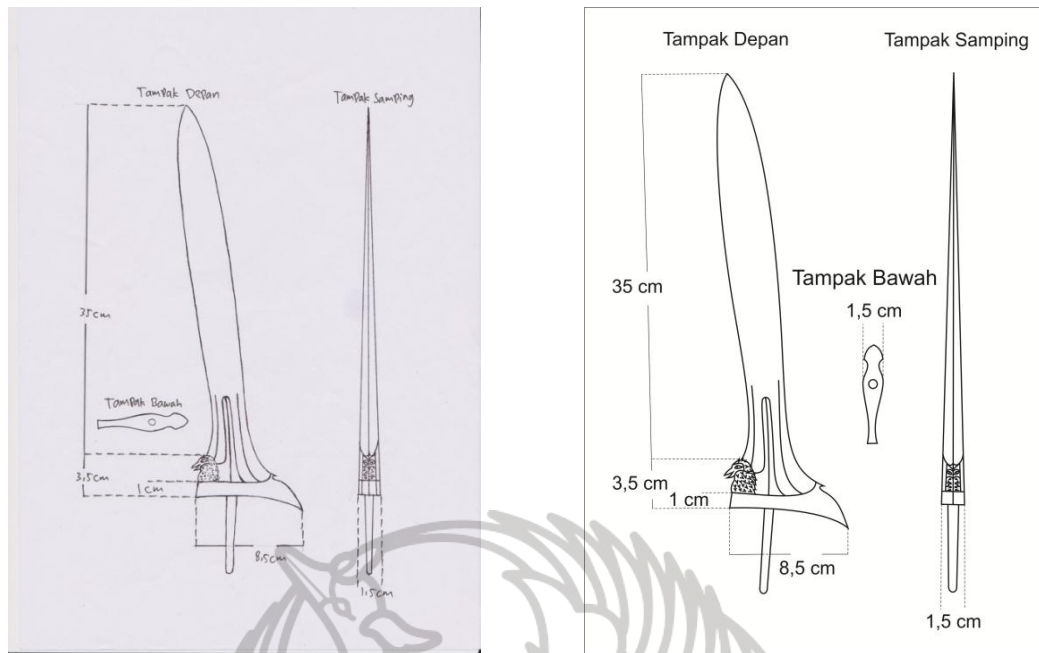 Tampak Depan
Tampak Samping
35 cm
Tampak Bawah
3,5 cm
1 cm
8,5 cm
1,5 cm
Tampak Depan
Tampak Samping
35 cm
Tampak Bawah
1,5 cm
3,5 cm
1 cm
8,5 cm
1,5 cm